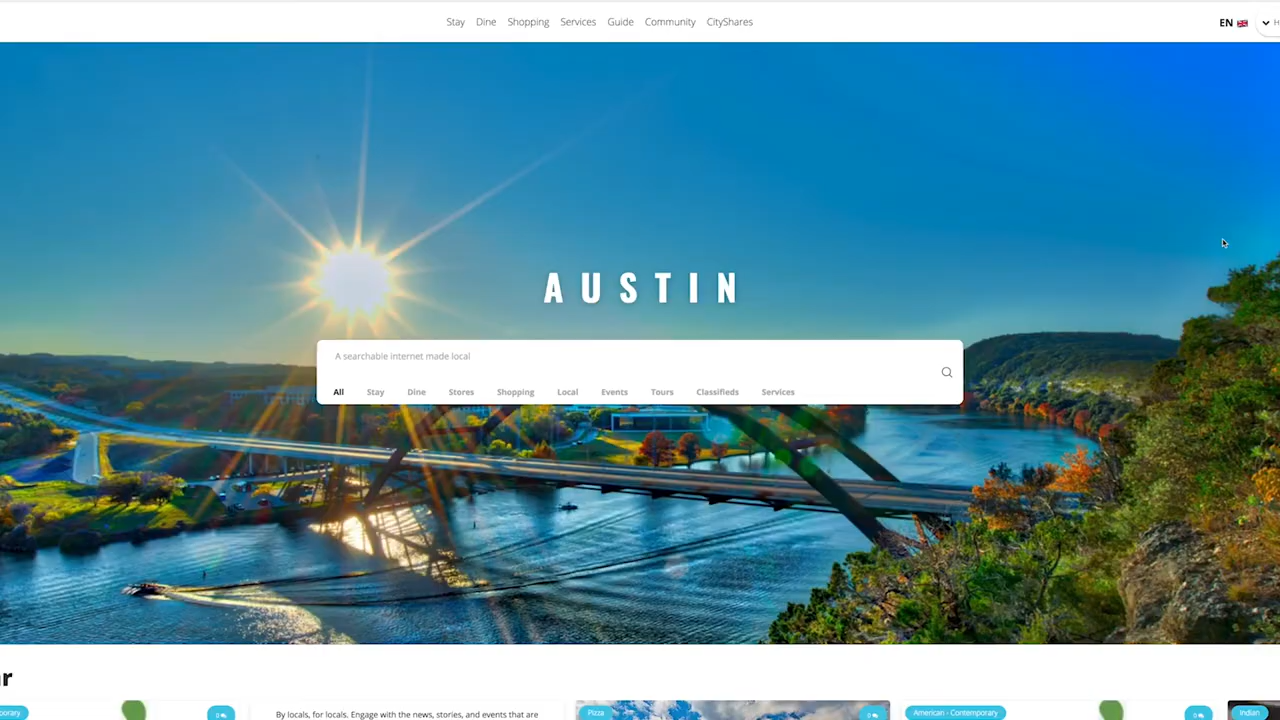 Stay Dine Shopping Services Guide Community CityShares EN
AUSTIN
A searchable internet made local
All Stay Dine Stores Shopping Local Events Tours Classifieds Services
By locals, for locals. Engage with the news, stories, and events that are
Pizza
American - Contemporary
Indian